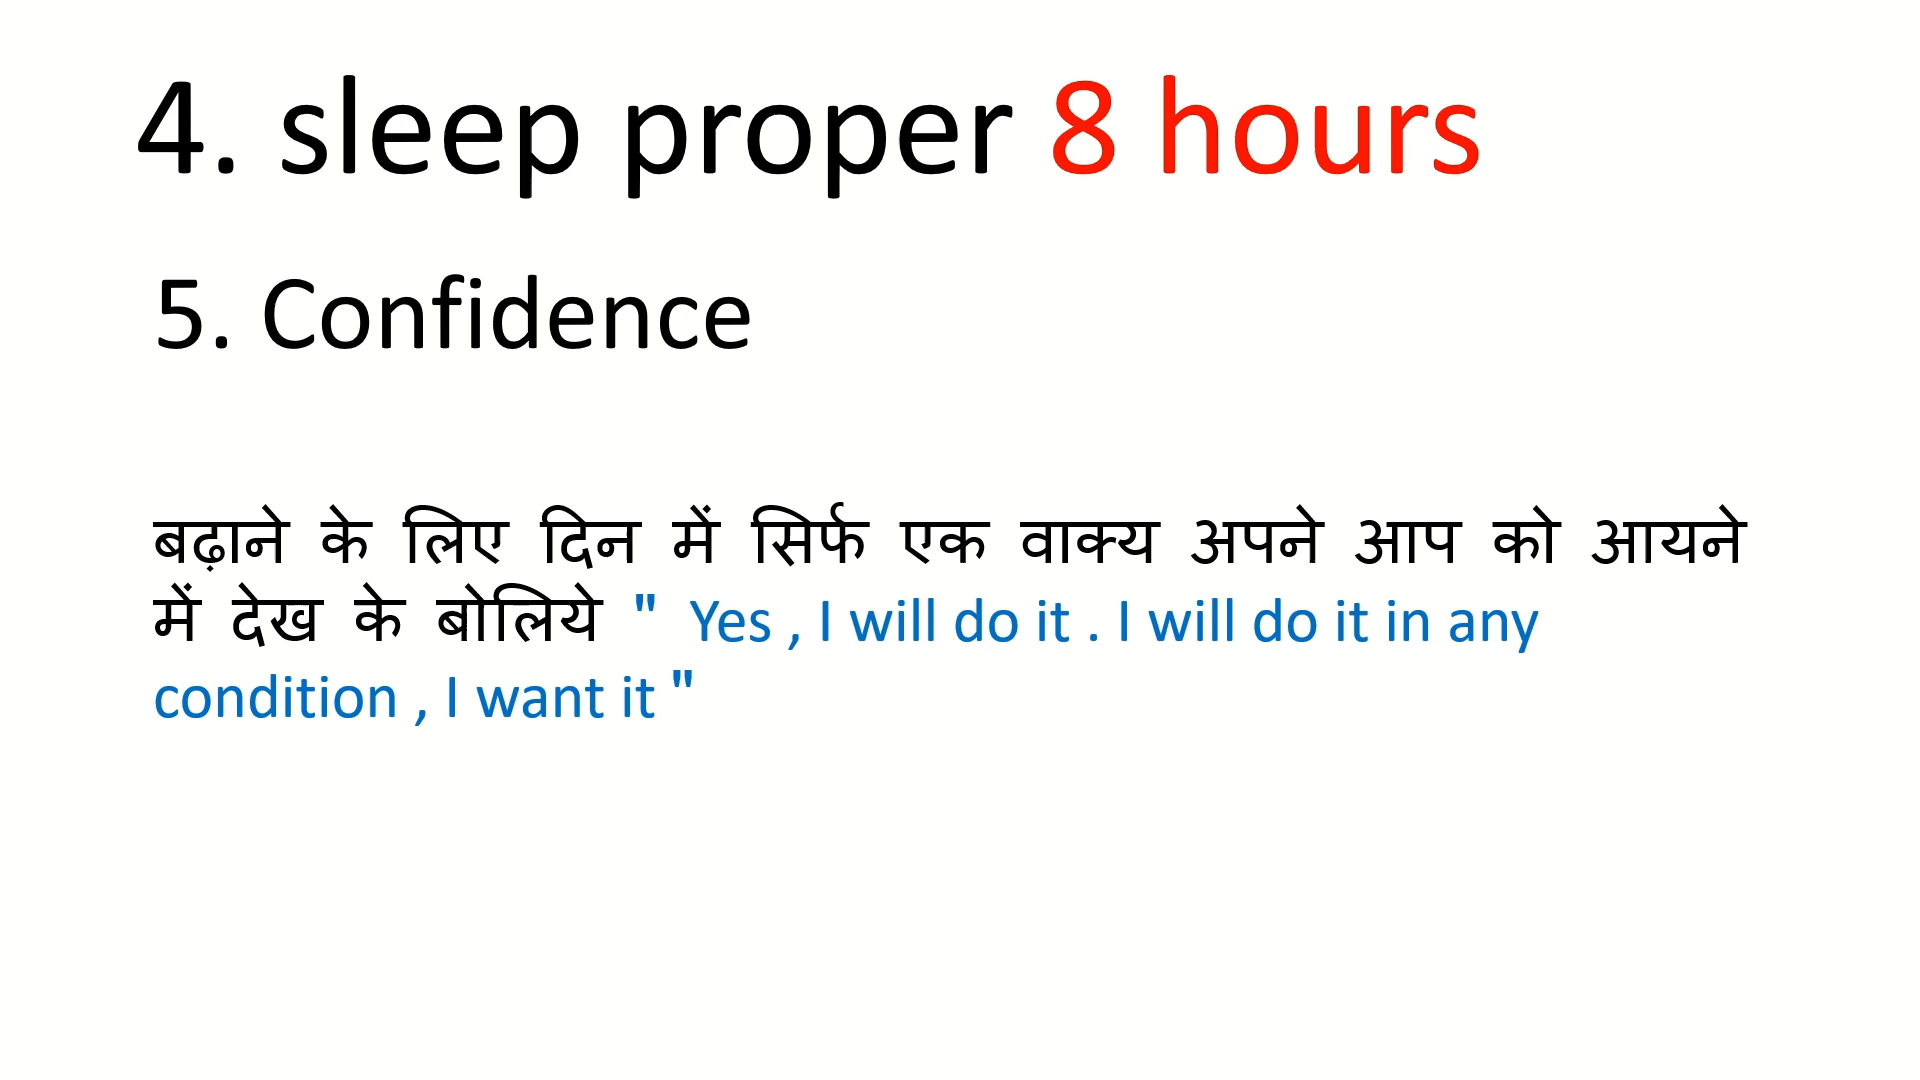 4. sleep proper 8 hours
5. Confidence
बढ़ाने के लिए दिन में सिर्फ एक वाक्य अपने आप को आयने
में देख के बोलिये " Yes , I will do it . I will do it in any
condition , I want it "